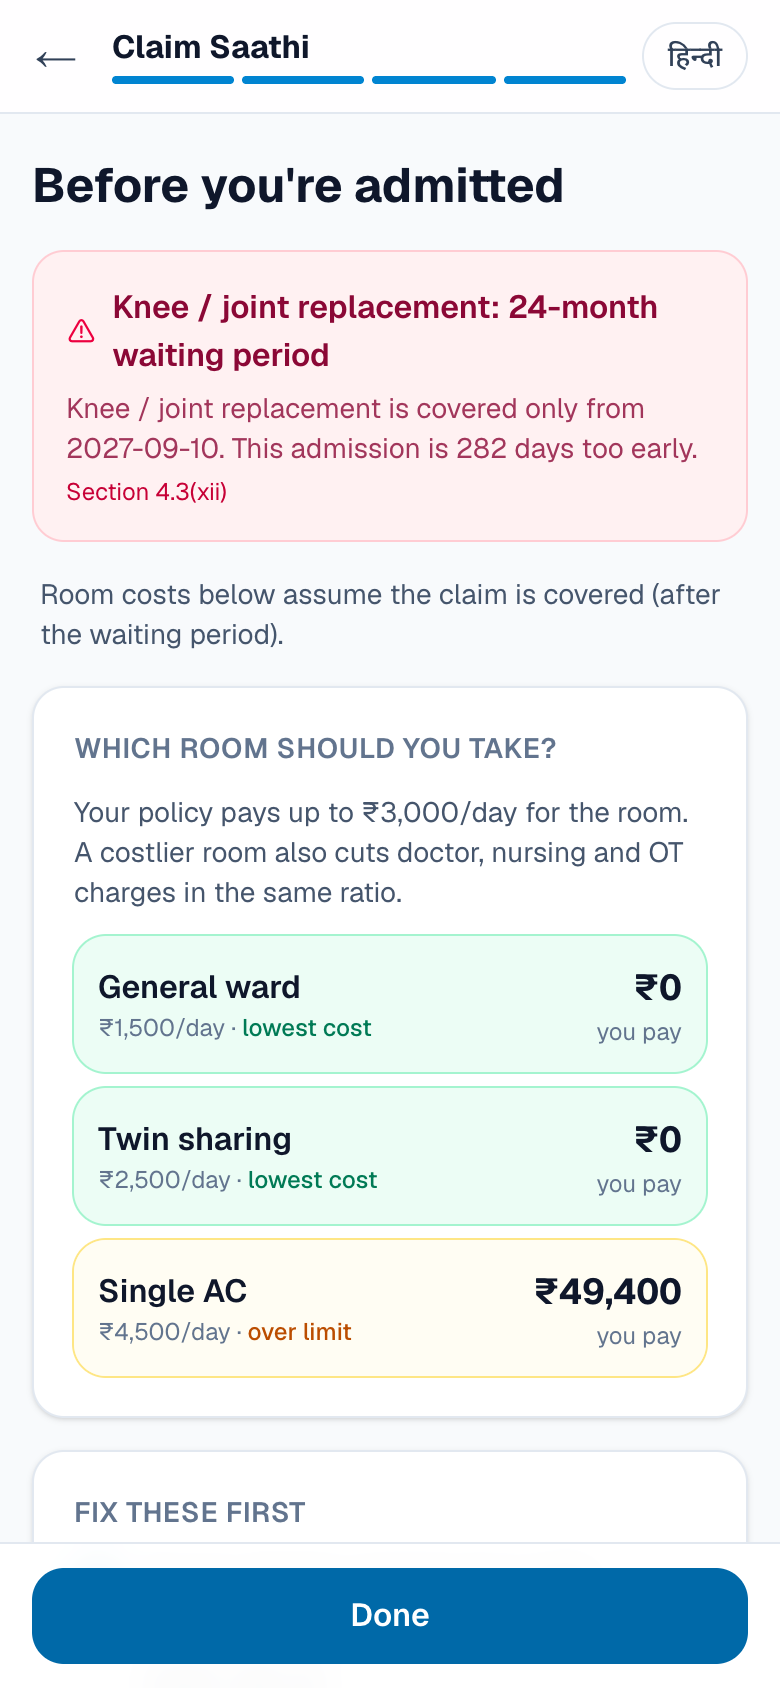 Claim Saathi
हिन्दी
Before you're admitted
Knee / joint replacement: 24-month
waiting period
Knee / joint replacement is covered only from
2027-09-10. This admission is 282 days too early.
Section 4.3(xii)
Room costs below assume the claim is covered (after
the waiting period).
WHICH ROOM SHOULD YOU TAKE?
Your policy pays up to ₹3,000/day for the room.
A costlier room also cuts doctor, nursing and OT
charges in the same ratio.
General ward
₹0
₹1,500/day · lowest cost
you pay
Twin sharing
₹0
₹2,500/day · lowest cost
you pay
Single AC
₹49,400
₹4,500/day · over limit
you pay
FIX THESE FIRST
Done